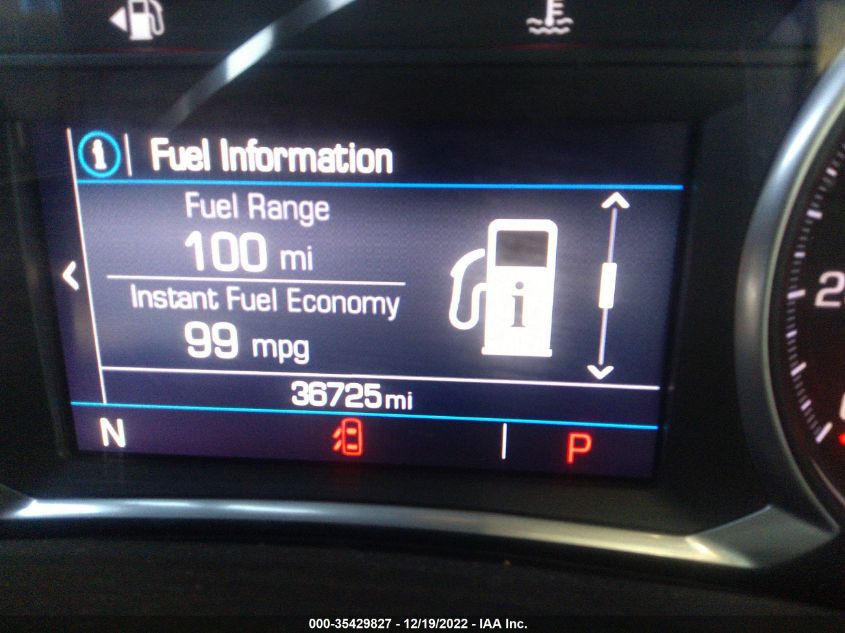 i Fuel Information
Fuel Range
100 mi
Instant Fuel Economy
99 mpg
i
36725 mi
N
P
000-35429827 - 12/19/2022 - IAA Inc.